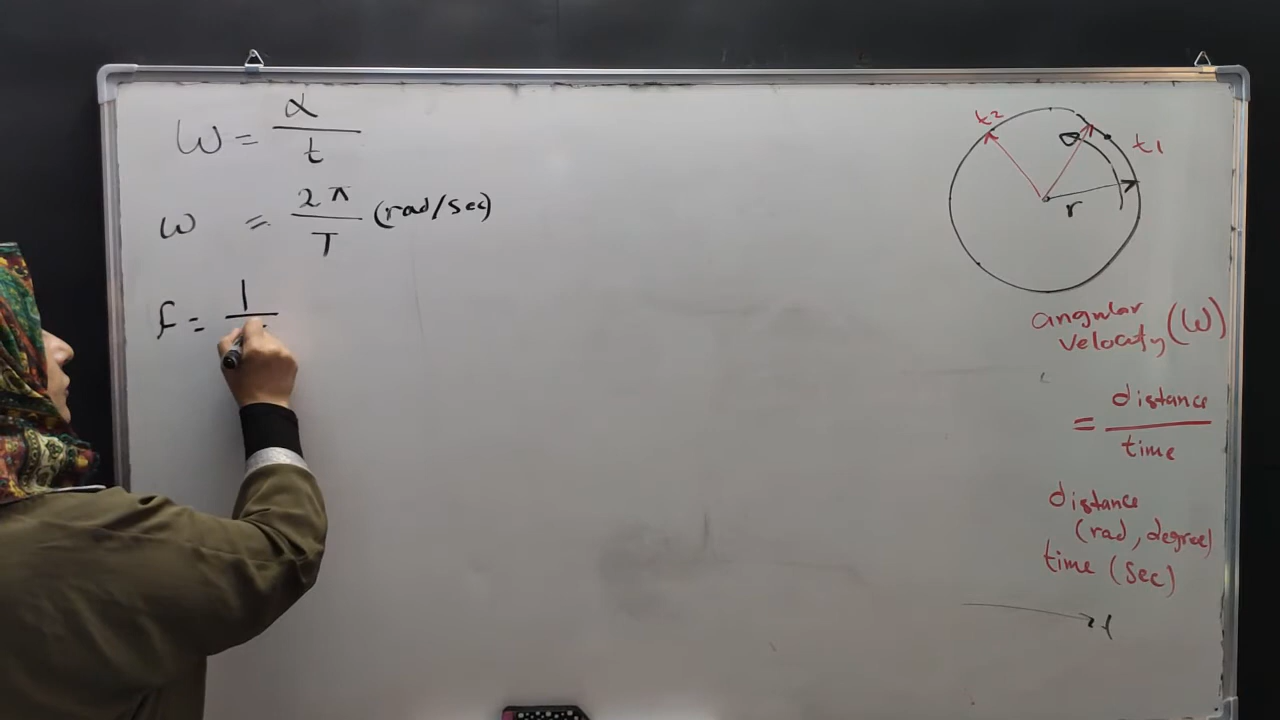 ω = α / t
ω = 2π / T (rad/sec)
f = 1
t2
t1
r
angular
velocity (ω)
= distance / time
distance
(rad, degree)
time (sec)